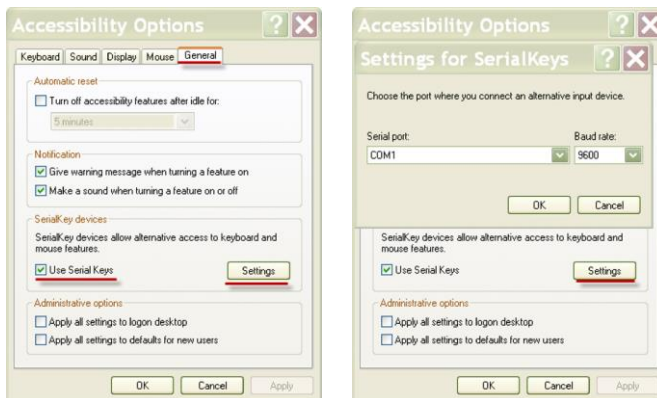 Accessibility Options
Keyboard Sound Display Mouse General
Automatic reset
Turn off accessibility features after idle for:
5 minutes
Notification
Give warning message when turning a feature on
Make a sound when turning a feature on or off
SerialKey devices
SerialKey devices allow alternative access to keyboard and
mouse features.
Use Serial Keys Settings
Administrative options
Apply all settings to logon desktop
Apply all settings to defaults for new users
OK Cancel Apply
Accessibility Options
Settings for SerialKeys
Choose the port where you connect an alternative input device.
Serial port: Baud rate:
COM1 9600
OK Cancel
SerialKey devices allow alternative access to keyboard and
mouse features.
Use Serial Keys Settings
Administrative options
Apply all settings to logon desktop
Apply all settings to defaults for new users
OK Cancel Apply